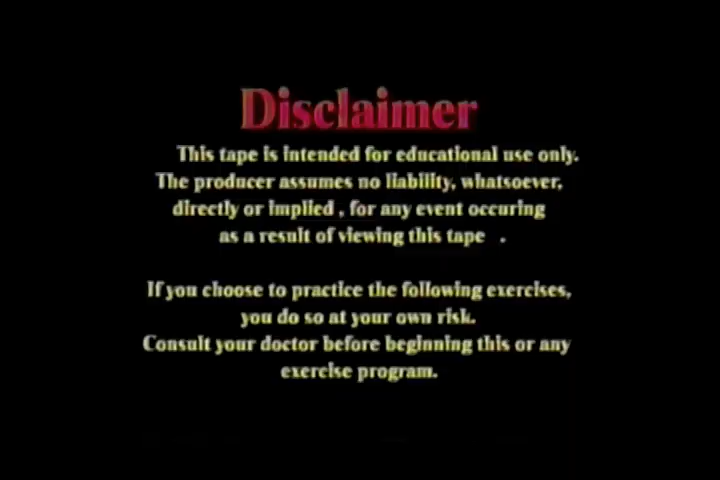 Disclaimer
This tape is intended for educational use only.
The producer assumes no liability, whatsoever,
directly or implied , for any event occuring
as a result of viewing this tape .
If you choose to practice the following exercises,
you do so at your own risk.
Consult your doctor before beginning this or any
exercise program.